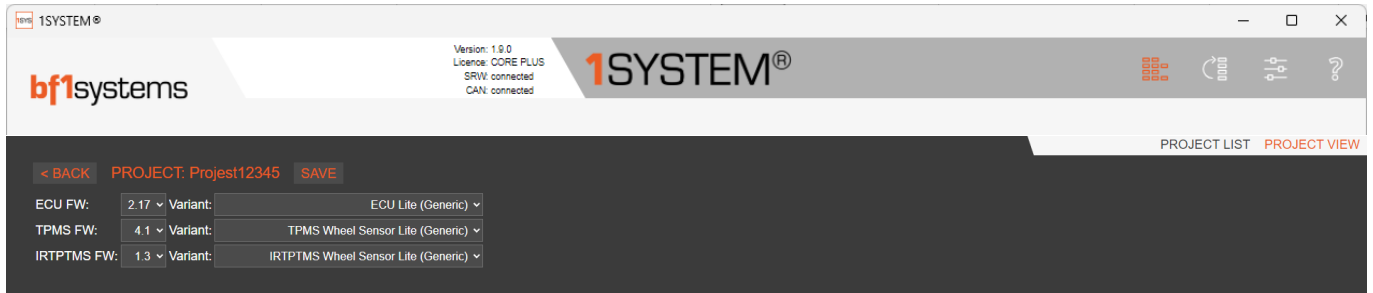 1SYS 1SYSTEM®
bf1systems
Version: 1.9.0
Licence: CORE PLUS
SRW: connected
CAN: connected
1SYSTEM®
PROJECT LIST PROJECT VIEW
< BACK PROJECT: Projest12345 SAVE
ECU FW: 2.17 Variant: ECU Lite (Generic)
TPMS FW: 4.1 Variant: TPMS Wheel Sensor Lite (Generic)
IRTPTMS FW: 1.3 Variant: IRTPTMS Wheel Sensor Lite (Generic)